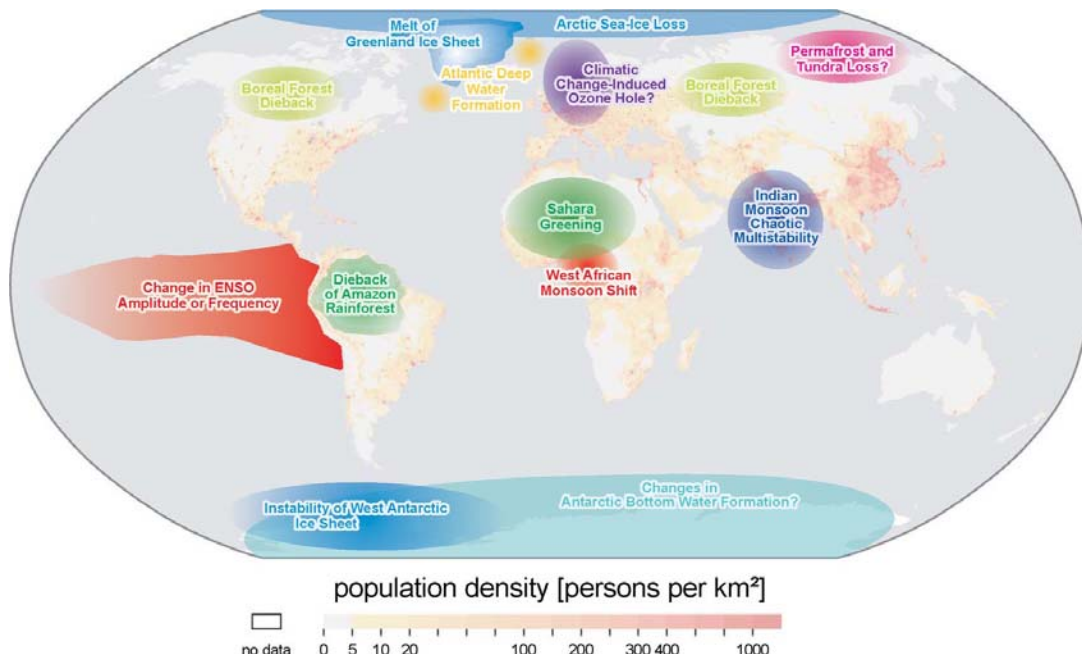 Melt of
Greenland Ice Sheet
Arctic Sea-Ice Loss
Atlantic Deep
Water
Formation
Boreal Forest
Dieback
Climatic
Change-Induced
Ozone Hole?
Boreal Forest
Dieback
Permafrost and
Tundra Loss?
Sahara
Greening
Indian
Monsoon
Chaotic
Multistability
West African
Monsoon Shift
Change in ENSO
Amplitude or Frequency
Dieback
of Amazon
Rainforest
Instability of West Antarctic
Ice Sheet
Changes in
Antarctic Bottom Water Formation?
population density [persons per km²]
no data 0 5 10 20 100 200 300 400 1000